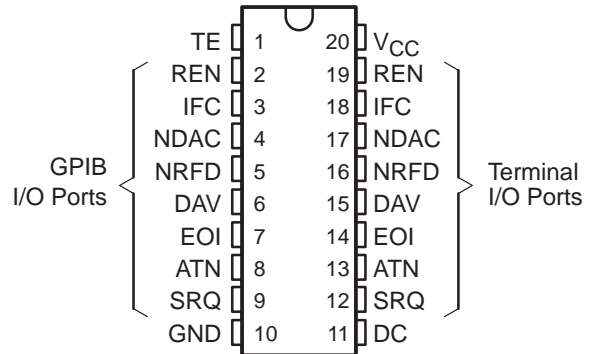 TE 1 20 VCC
REN 2 19 REN
IFC 3 18 IFC
NDAC 4 17 NDAC
GPIB I/O Ports
NRFD 5 16 NRFD
Terminal I/O Ports
DAV 6 15 DAV
EOI 7 14 EOI
ATN 8 13 ATN
SRQ 9 12 SRQ
GND 10 11 DC